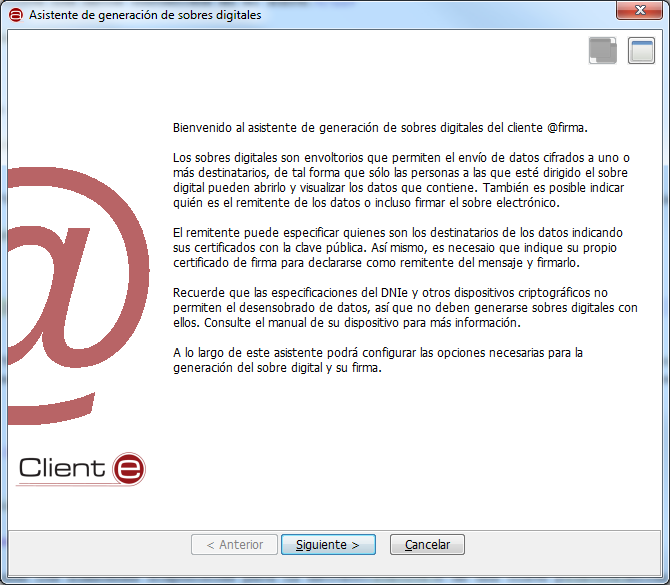 Asistente de generación de sobres digitales
Bienvenido al asistente de generación de sobres digitales del cliente @firma.
Los sobres digitales son envoltorios que permiten el envío de datos cifrados a uno o
más destinatarios, de tal forma que sólo las personas a las que esté dirigido el sobre
digital pueden abrirlo y visualizar los datos que contiene. También es posible indicar
quién es el remitente de los datos o incluso firmar el sobre electrónico.
El remitente puede especificar quienes son los destinatarios de los datos indicando
sus certificados con la clave pública. Así mismo, es necesaio que indique su propio
certificado de firma para declararse como remitente del mensaje y firmarlo.
Recuerde que las especificaciones del DNIe y otros dispositivos criptográficos no
permiten el desensobrado de datos, así que no deben generarse sobres digitales con
ellos. Consulte el manual de su dispositivo para más información.
A lo largo de este asistente podrá configurar las opciones necesarias para la
generación del sobre digital y su firma.
@
Client e
< Anterior Siguiente > Cancelar